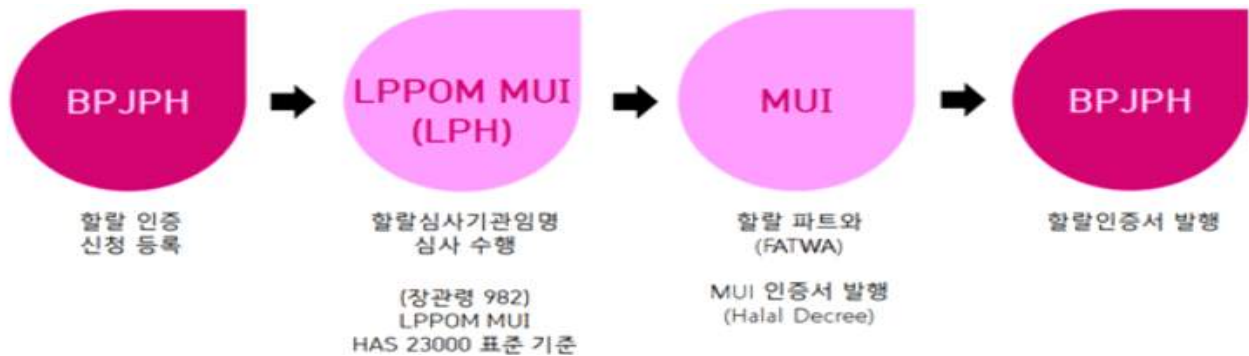 BPJPH
할랄 인증
신청 등록
LPPOM MUI
(LPH)
할랄심사기관임명
심사 수행
(장관령 982)
LPPOM MUI
HAS 23000 표준 기준
MUI
할랄 파트와
(FATWA)
MUI 인증서 발행
(Halal Decree)
BPJPH
할랄인증서 발행